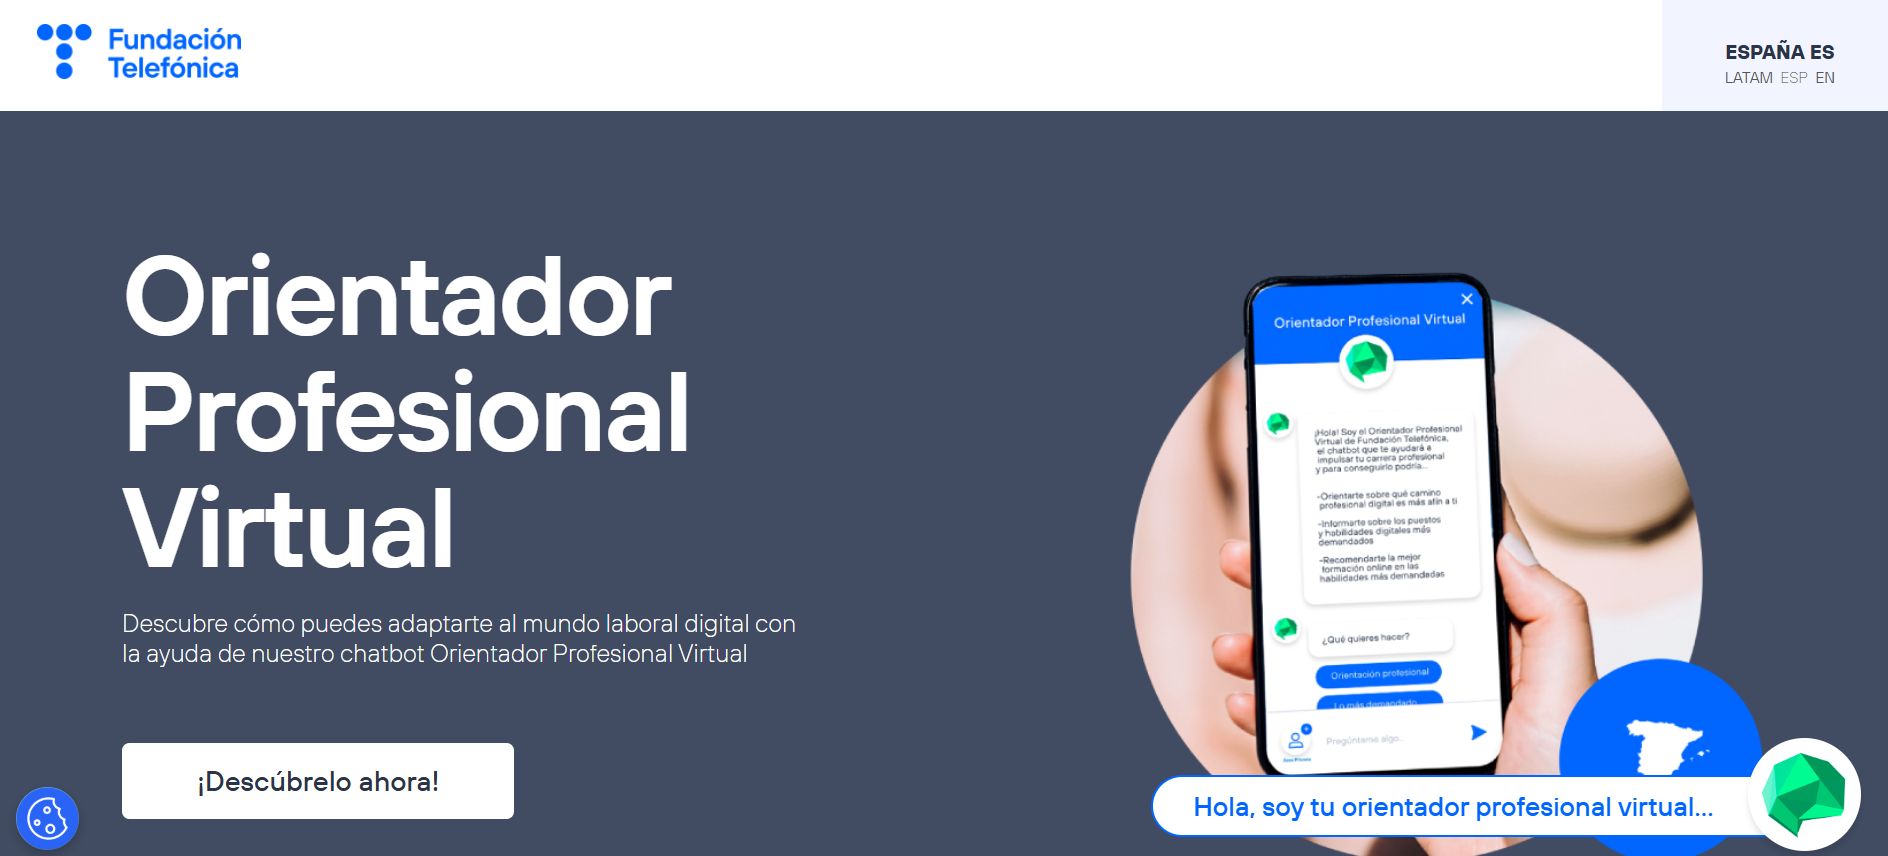 Fundación
Telefónica
ESPAÑA ES
LATAM ESP EN
Orientador
Profesional
Virtual
Descubre cómo puedes adaptarte al mundo laboral digital con
la ayuda de nuestro chatbot Orientador Profesional Virtual
¡Descúbrelo ahora!
Orientador Profesional Virtual
¡Hola! Soy el Orientador Profesional
Virtual de Fundación Telefónica,
el chatbot que te ayudará a
impulsar tu carrera profesional
y para conseguirlo podría...
-Orientarte sobre qué camino
profesional digital es más afín a ti
-Informarte sobre los puestos
y habilidades digitales más
demandados
-Recomendarte la mejor
formación online en las
habilidades más demandadas
¿Qué quieres hacer?
Orientación profesional
Lo más demandado
Pregúntame algo...
Área Privada
Hola, soy tu orientador profesional virtual...